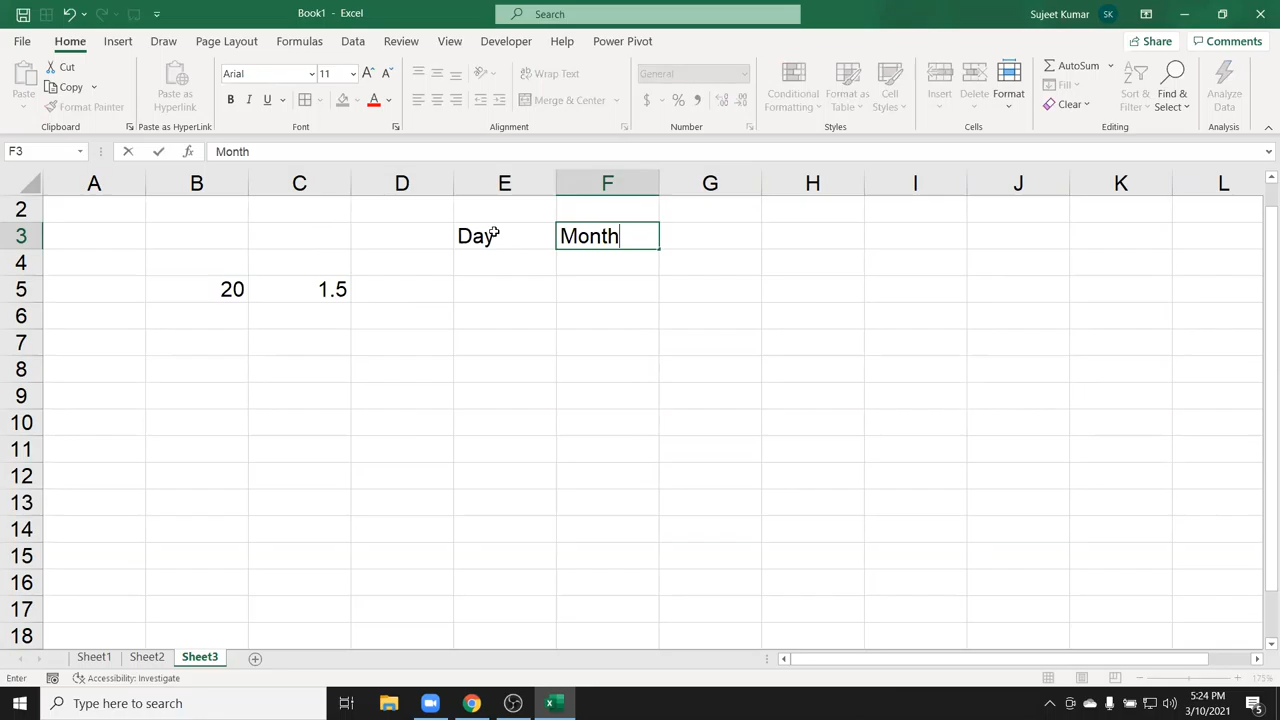 Book1 - Excel
Search
Sujeet Kumar
SK
File Home Insert Draw Page Layout Formulas Data Review View Developer Help Power Pivot
Share
Comments
Paste
Cut
Copy
Format Painter
Clipboard
Paste as Hyperlink
Paste as HyperLink
Arial
11
B I U
Font
Wrap Text
Merge & Center
Alignment
General
$ % ,
Number
Conditional Formatting
Format as Table
Cell Styles
Styles
Insert
Delete
Format
Cells
AutoSum
Fill
Clear
Sort & Filter
Find & Select
Editing
Analyze Data
Analysis
F3
fx
Month
A B C D E F G H I J K L
2
3 Day Month
4
5 20 1.5
6
7
8
9
10
11
12
13
14
15
16
17
18
Sheet1 Sheet2 Sheet3
Enter
Accessibility: Investigate
175%
Type here to search
5:24 PM
3/10/2021